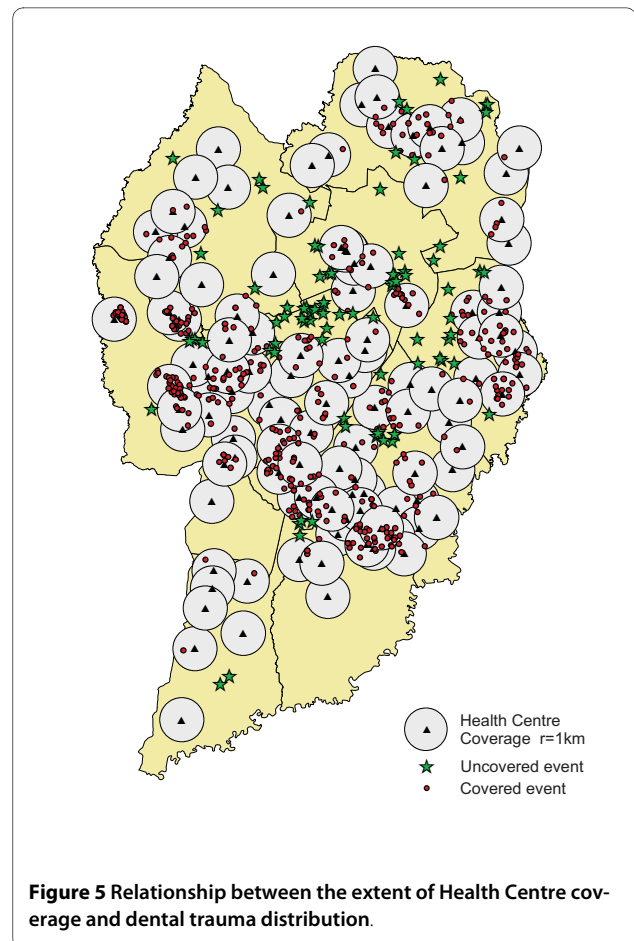 Health Centre
Coverage r=1km
Uncovered event
Covered event
Figure 5 Relationship between the extent of Health Centre cov-
erage and dental trauma distribution.